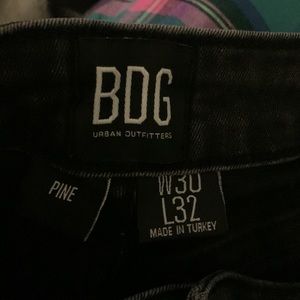 BDG
URBAN OUTFITTERS
PINE
W30
L32
MADE IN TURKEY